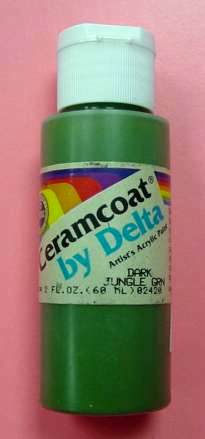 Ceramcoat®
by Delta
Artist's Acrylic Paint
DARK
JUNGLE GRN
2 FL.OZ.(60 ML)02420